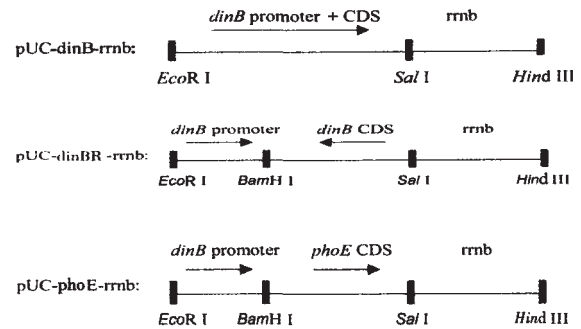 dinB promoter + CDS rrnb
pUC-dinB-rrnb:
EcoR I Sal I Hind III
dinB promoter dinB CDS rrnb
pUC-dinBR -rrnb:
EcoR I BamH I Sal I Hind III
dinB promoter phoE CDS rrnb
pUC-phoE-rrnb:
EcoR I BamH I Sal I Hind III